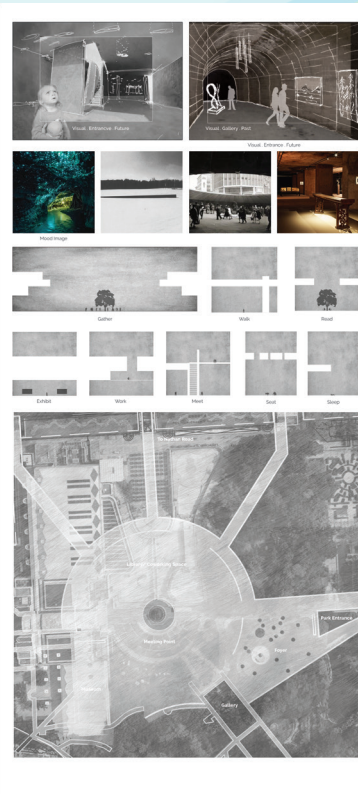 Visual . Entrance . Future
Visual . Gallery . Past
Visual . Entrance . Future
Mood-image
Gather
Walk
Read
Exhibit
Work
Meet
Seat
Sleep
Meeting Point
Park Entrance
Foyer
Gallery